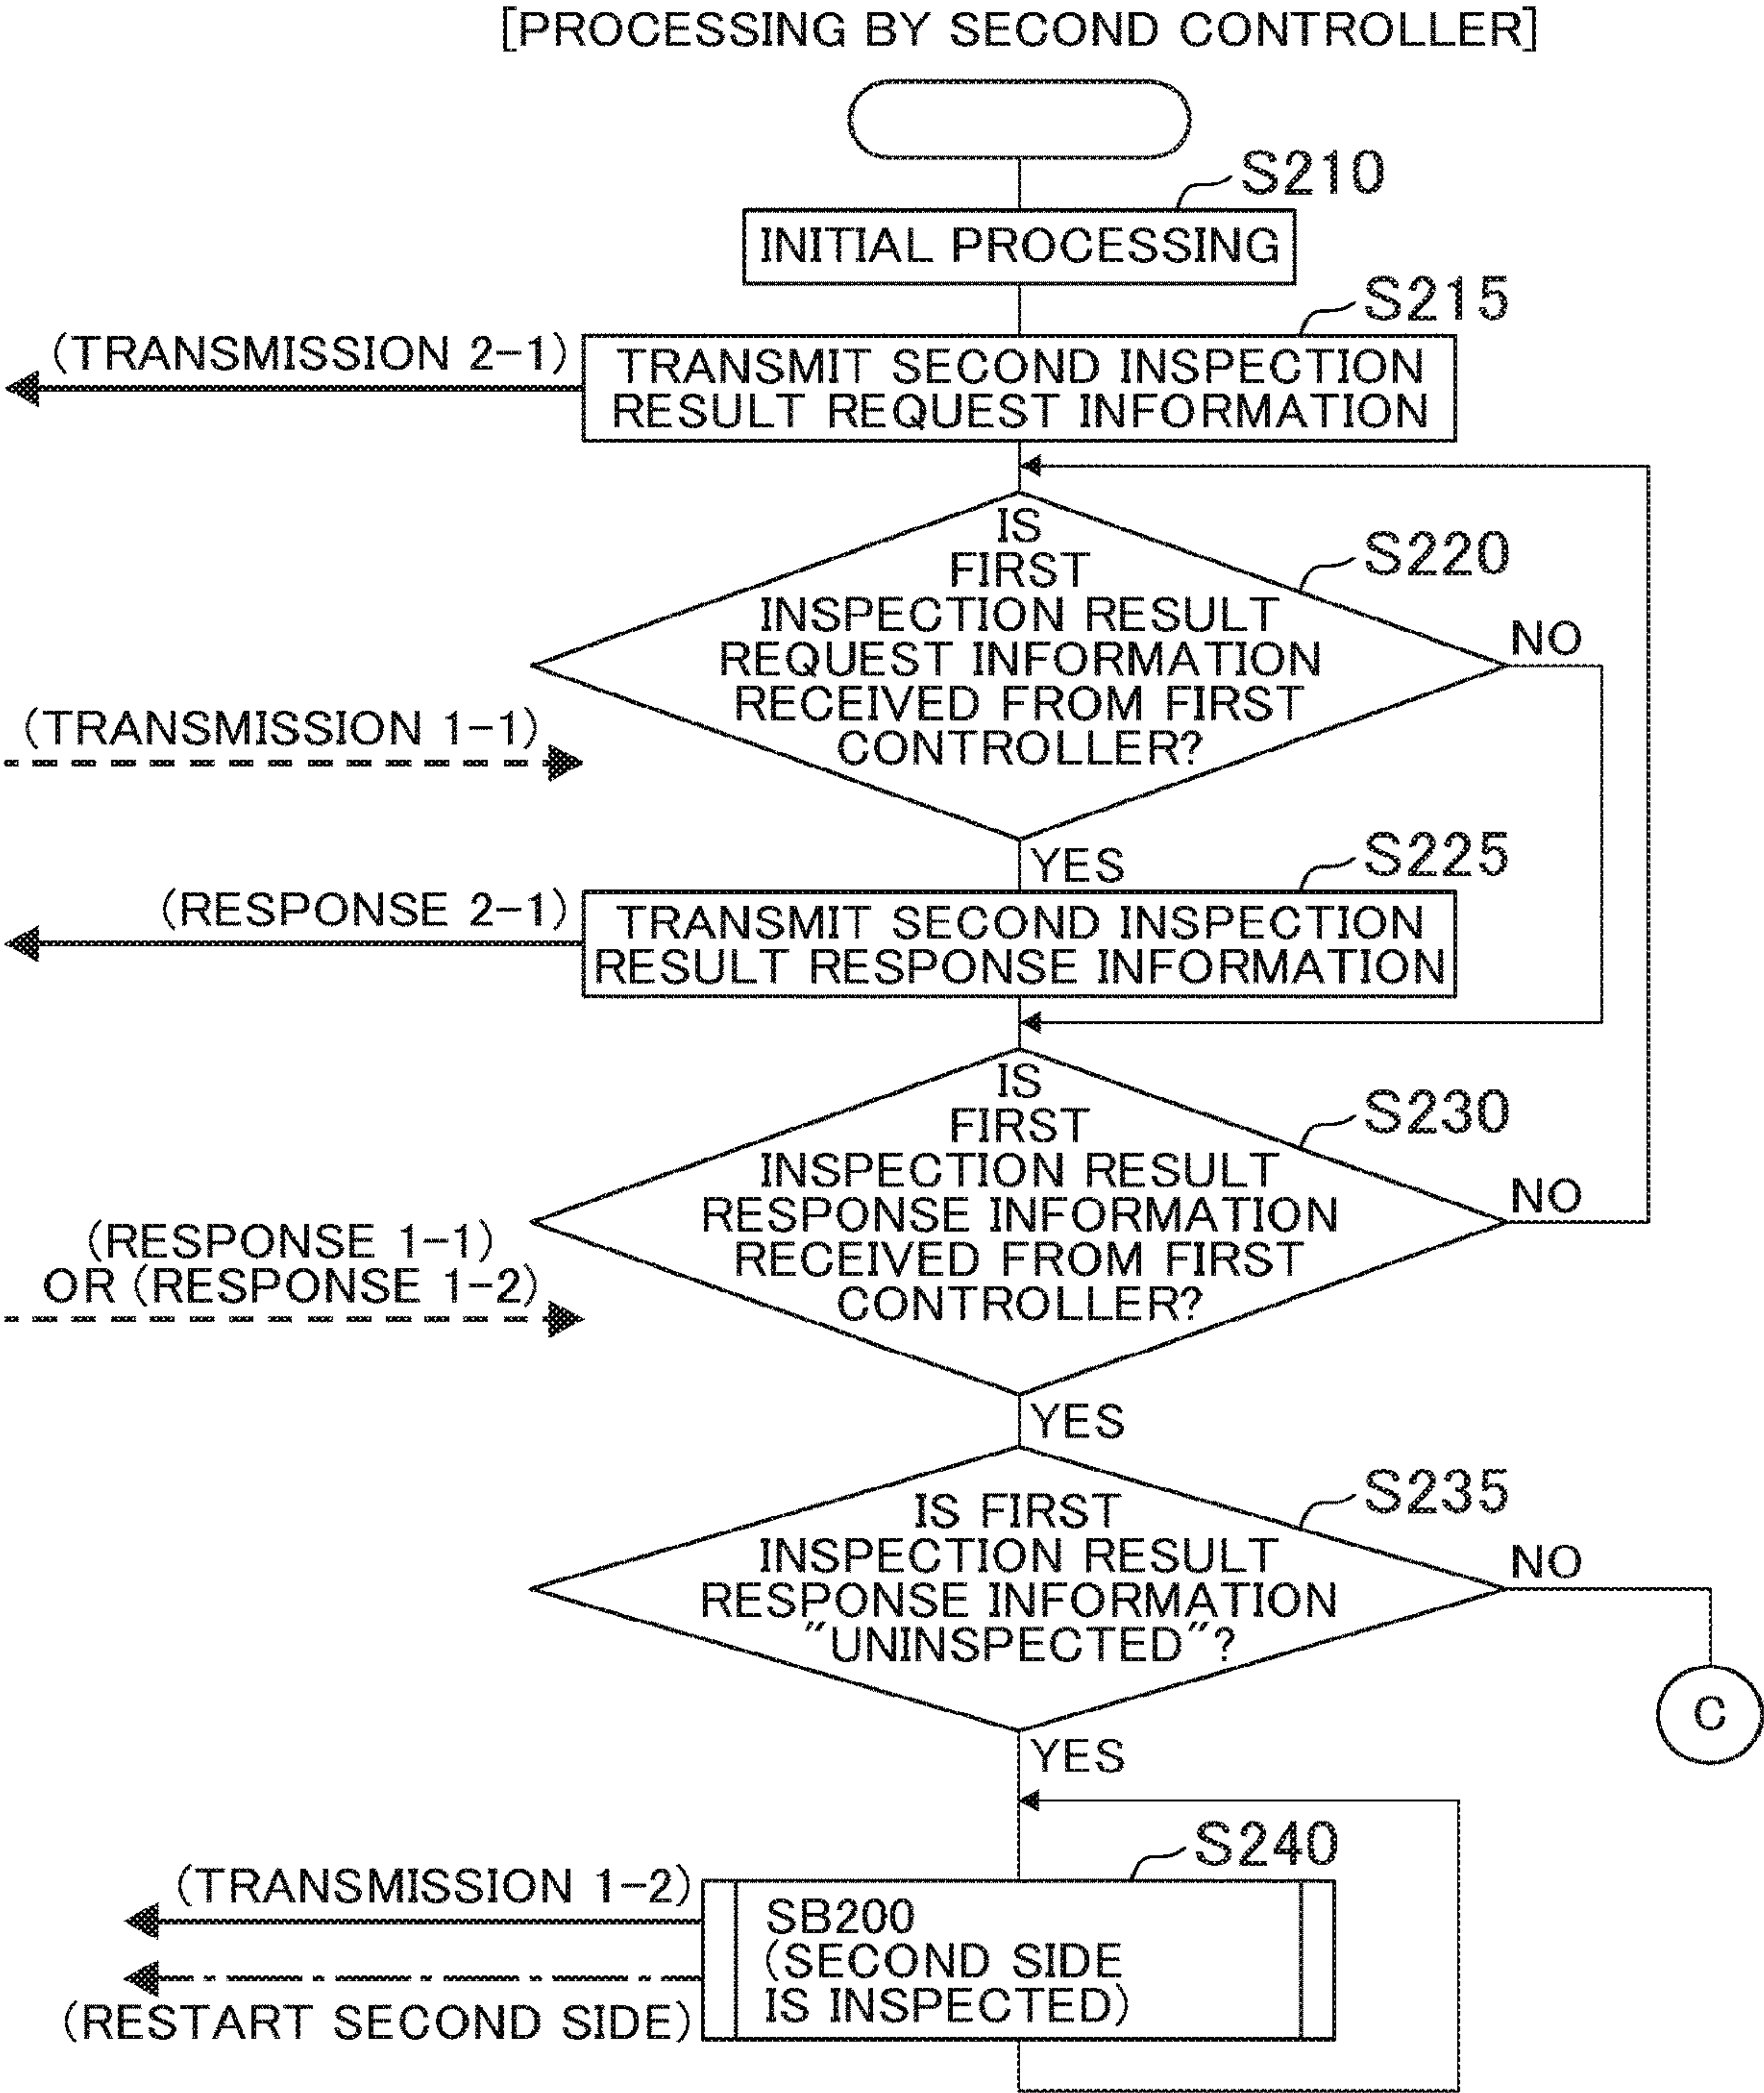 [PROCESSING BY SECOND CONTROLLER]
S210
INITIAL PROCESSING
S215
(TRANSMISSION 2-1)
TRANSMIT SECOND INSPECTION
RESULT REQUEST INFORMATION
S220
IS
FIRST
INSPECTION RESULT
REQUEST INFORMATION
RECEIVED FROM FIRST
CONTROLLER?
NO
(TRANSMISSION 1-1)
YES
S225
(RESPONSE 2-1)
TRANSMIT SECOND INSPECTION
RESULT RESPONSE INFORMATION
S230
IS
FIRST
INSPECTION RESULT
RESPONSE INFORMATION
RECEIVED FROM FIRST
CONTROLLER?
NO
(RESPONSE 1-1)
OR (RESPONSE 1-2)
YES
S235
IS FIRST
INSPECTION RESULT
RESPONSE INFORMATION
"UNINSPECTED"?
NO
C
YES
S240
(TRANSMISSION 1-2)
SB200
(SECOND SIDE
IS INSPECTED)
(RESTART SECOND SIDE)